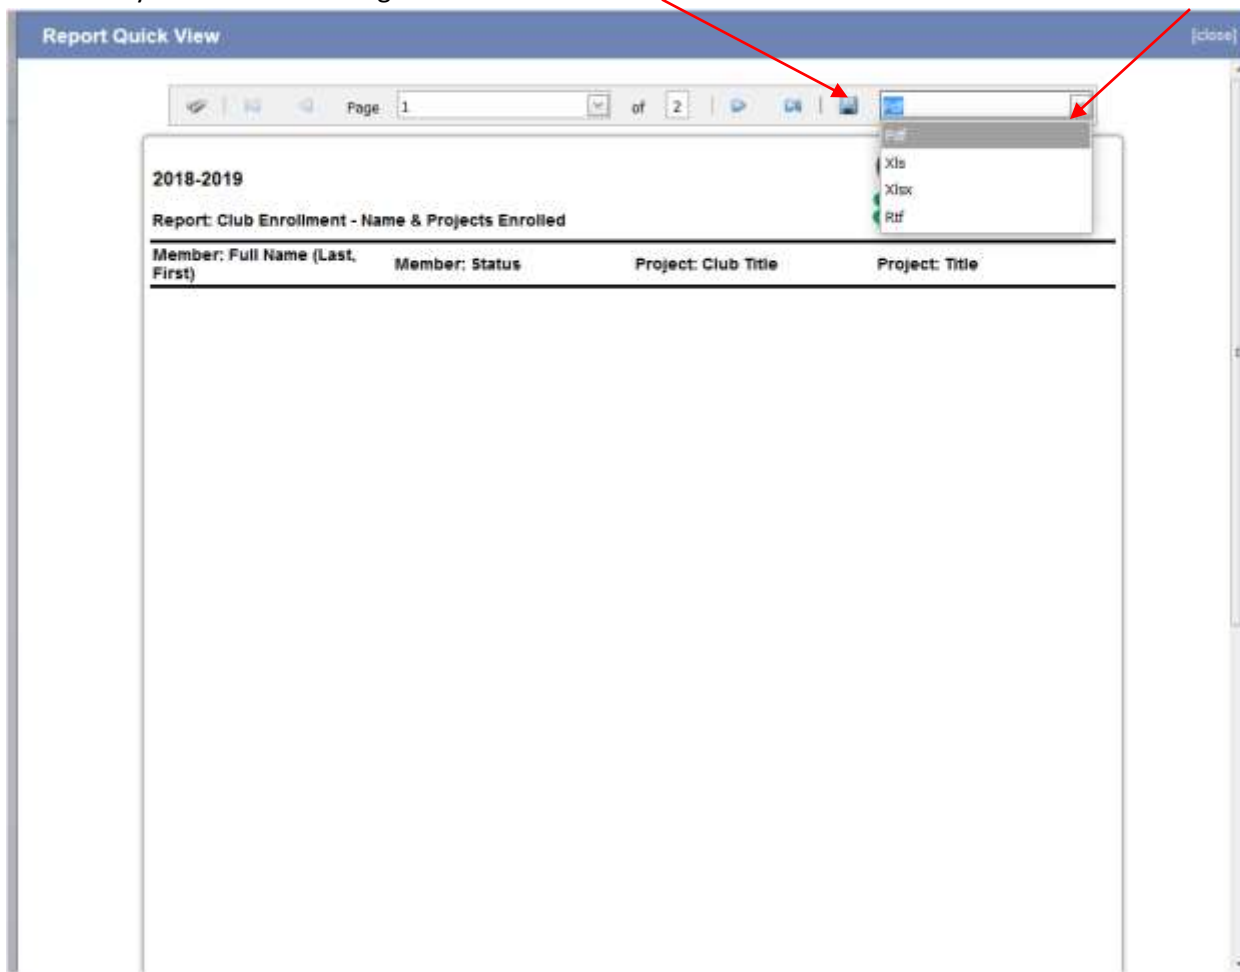 Report Quick View
[close]
Page 1 of 2
Pdf
Pdf
Xls
Xlsx
Rtf
2018-2019
Report: Club Enrollment - Name & Projects Enrolled
Member: Full Name (Last, First) Member: Status Project: Club Title Project: Title